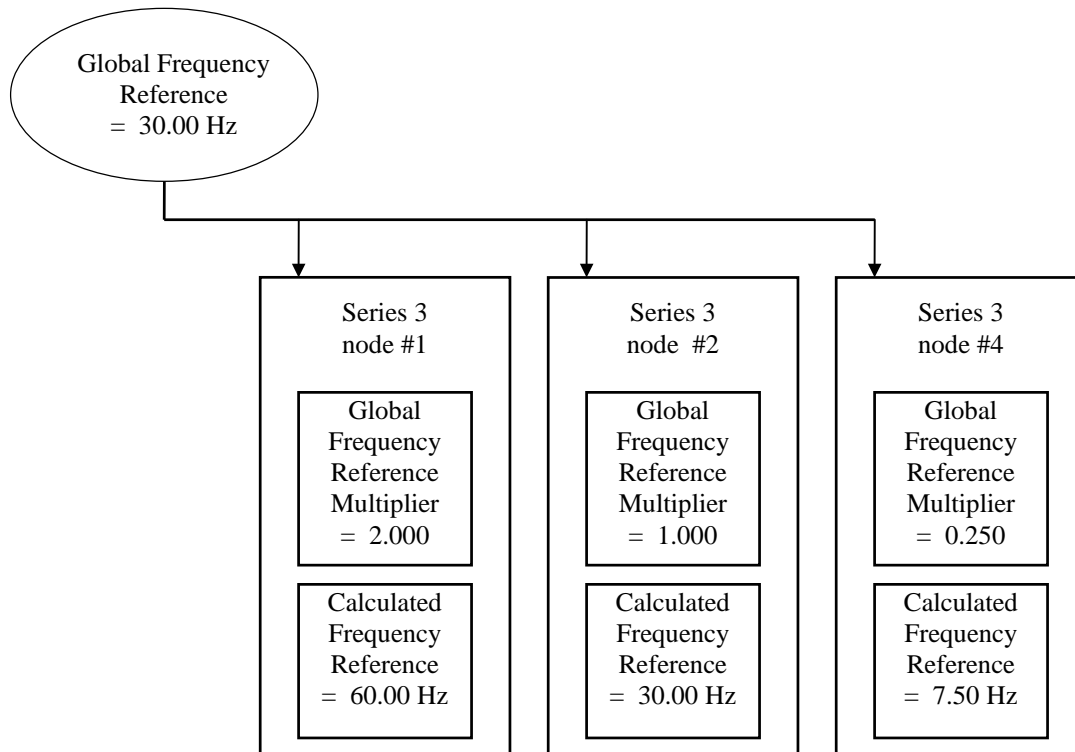 Global Frequency
Reference
= 30.00 Hz
Series 3
node #1
Global
Frequency
Reference
Multiplier
= 2.000
Calculated
Frequency
Reference
= 60.00 Hz
Series 3
node #2
Global
Frequency
Reference
Multiplier
= 1.000
Calculated
Frequency
Reference
= 30.00 Hz
Series 3
node #4
Global
Frequency
Reference
Multiplier
= 0.250
Calculated
Frequency
Reference
= 7.50 Hz